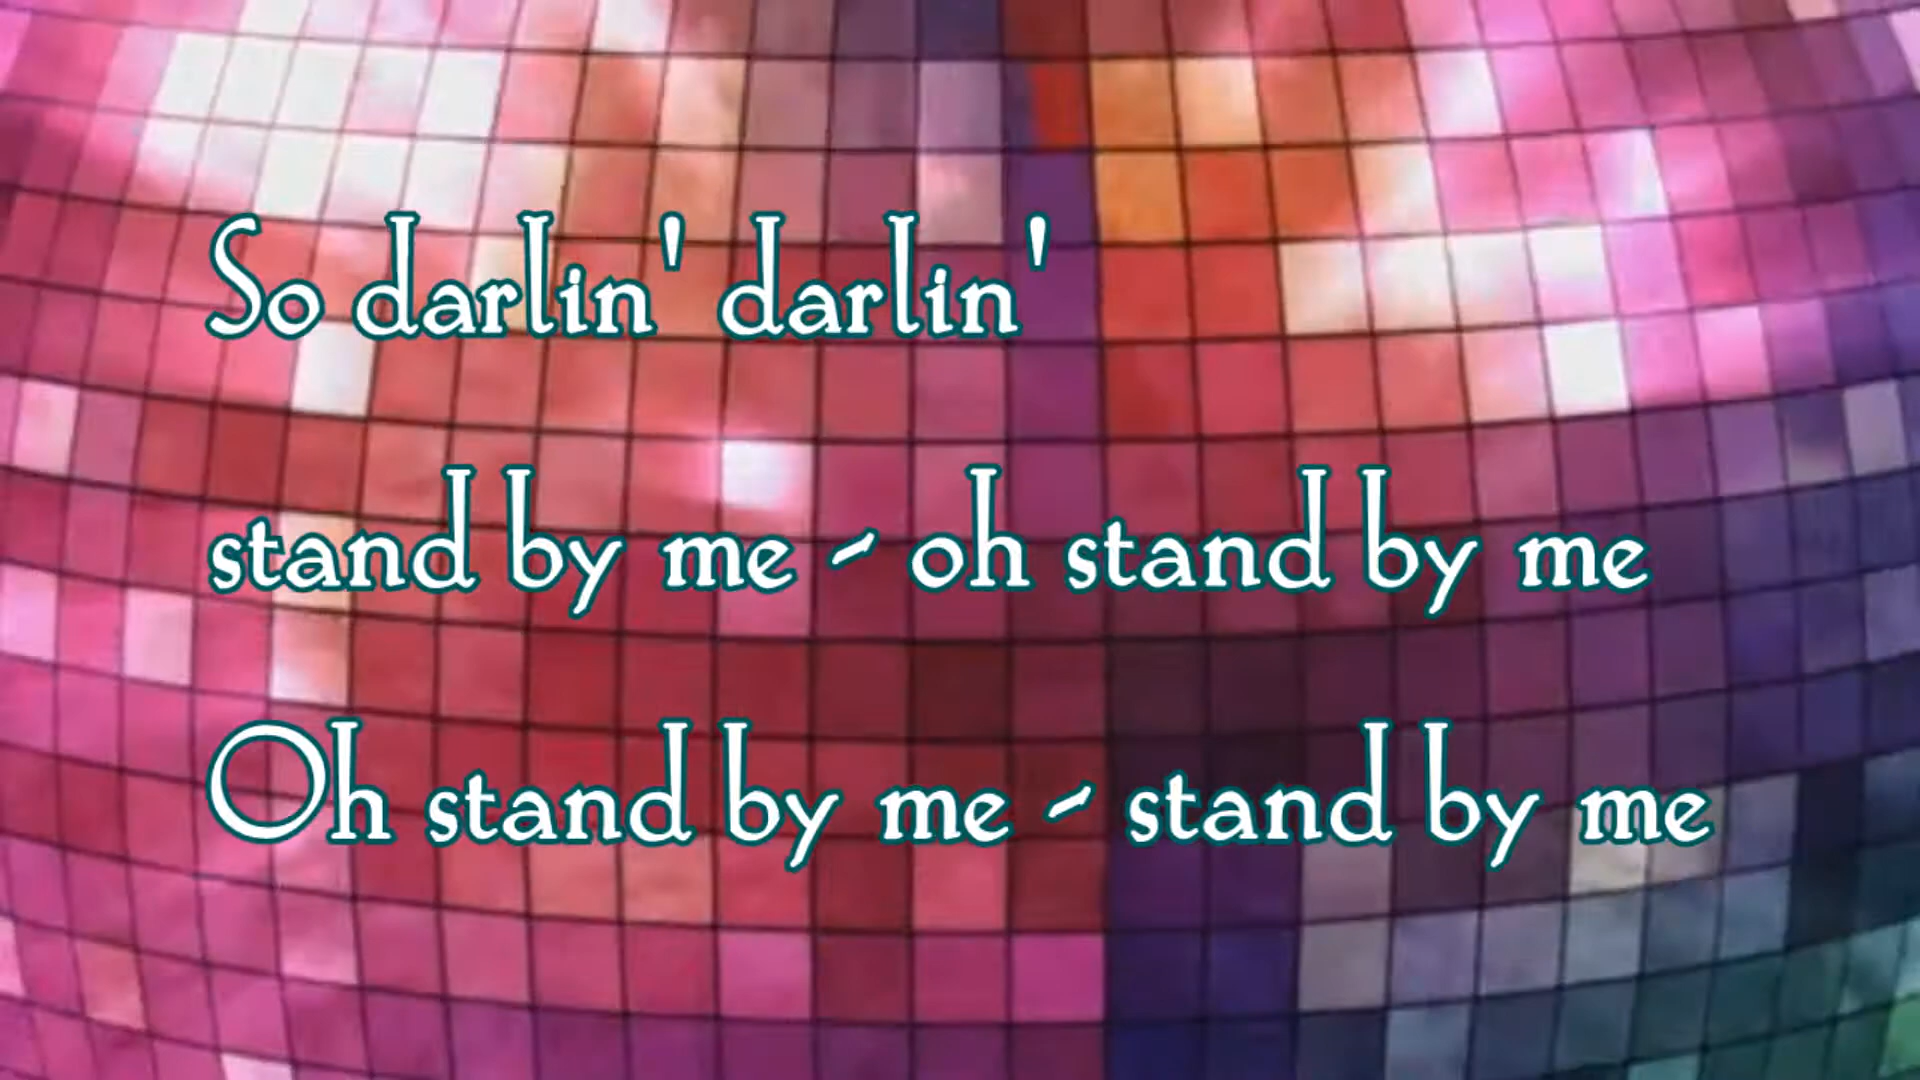 So darlin' darlin'
stand by me - oh stand by me
Oh stand by me - stand by me